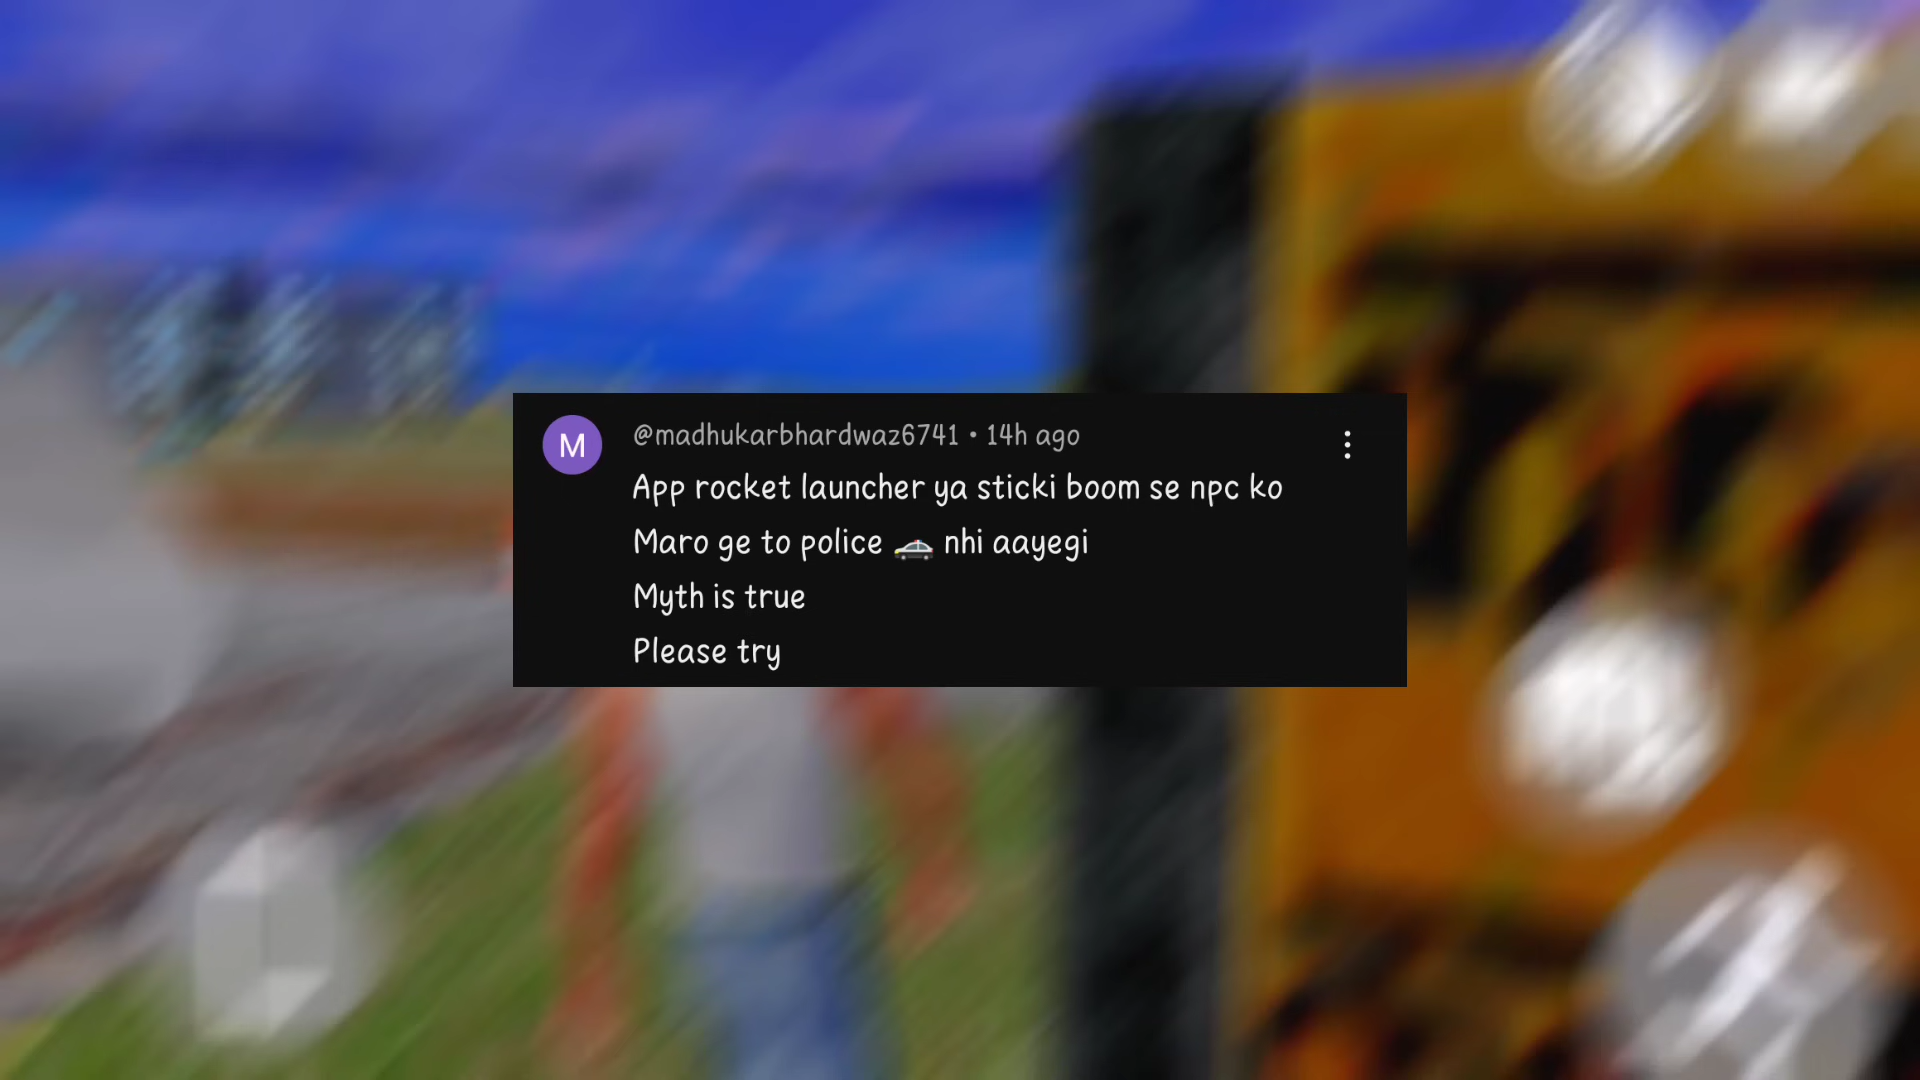 M
@madhukarbhardwaz6741 • 14h ago
App rocket launcher ya sticki boom se npc ko
Maro ge to police 🚓 nhi aayegi
Myth is true
Please try